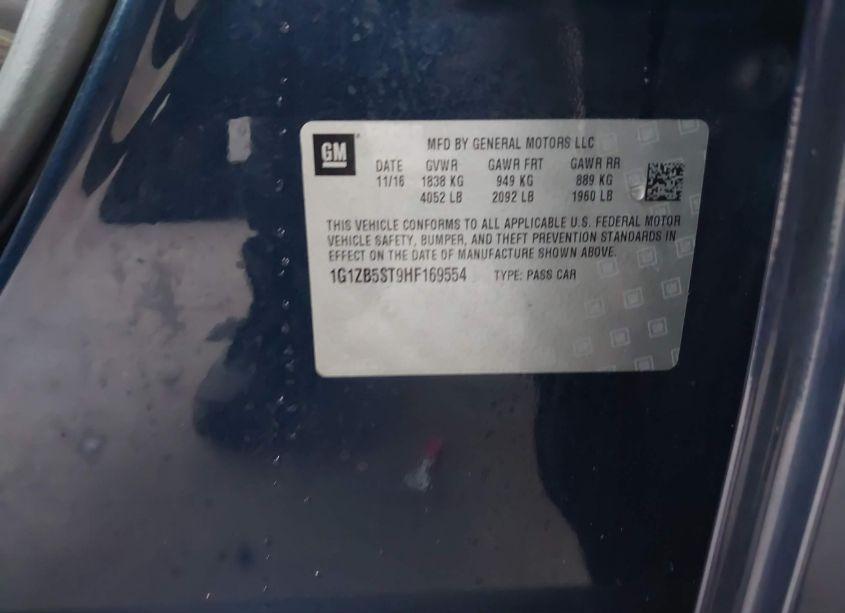 GM
MFD BY GENERAL MOTORS LLC
DATE GVWR GAWR FRT GAWR RR
11/16 1838 KG 949 KG 889 KG
4052 LB 2092 LB 1960 LB
THIS VEHICLE CONFORMS TO ALL APPLICABLE U.S. FEDERAL MOTOR
VEHICLE SAFETY, BUMPER, AND THEFT PREVENTION STANDARDS IN
EFFECT ON THE DATE OF MANUFACTURE SHOWN ABOVE.
1G1ZB5ST9HF169554 TYPE: PASS CAR